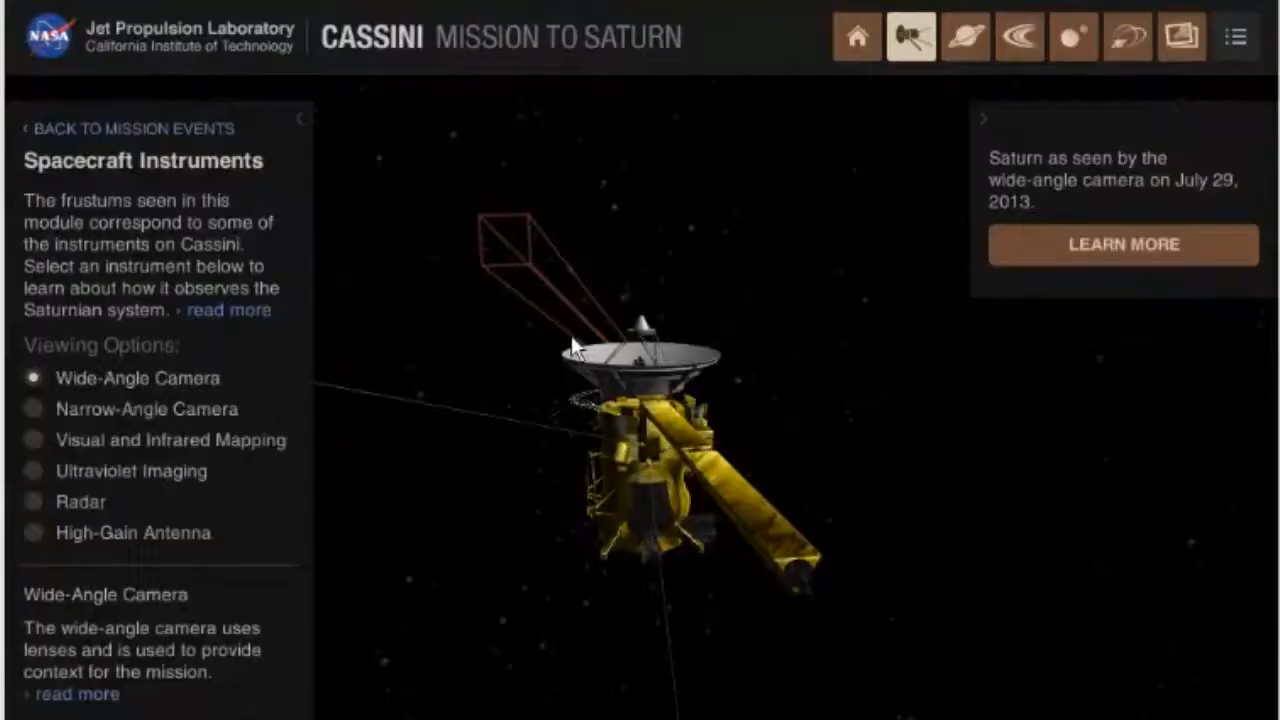 NASA
Jet Propulsion Laboratory
California Institute of Technology
CASSINI MISSION TO SATURN
‹ BACK TO MISSION EVENTS
Spacecraft Instruments
The frustums seen in this
module correspond to some of
the instruments on Cassini.
Select an instrument below to
learn about how it observes the
Saturnian system. › read more
Viewing Options:
Wide-Angle Camera
Narrow-Angle Camera
Visual and Infrared Mapping
Ultraviolet Imaging
Radar
High-Gain Antenna
Wide-Angle Camera
The wide-angle camera uses
lenses and is used to provide
context for the mission.
› read more
Saturn as seen by the
wide-angle camera on July 29,
2013.
LEARN MORE